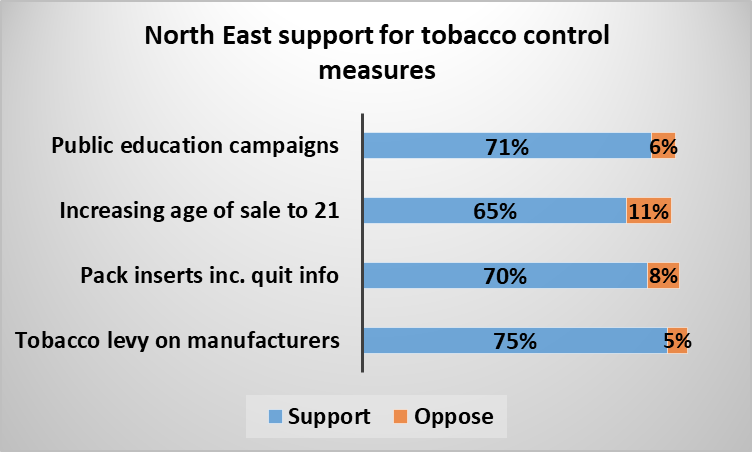 North East support for tobacco control
measures
Public education campaigns
71%
6%
Increasing age of sale to 21
65%
11%
Pack inserts inc. quit info
70%
8%
Tobacco levy on manufacturers
75%
5%
Support
Oppose